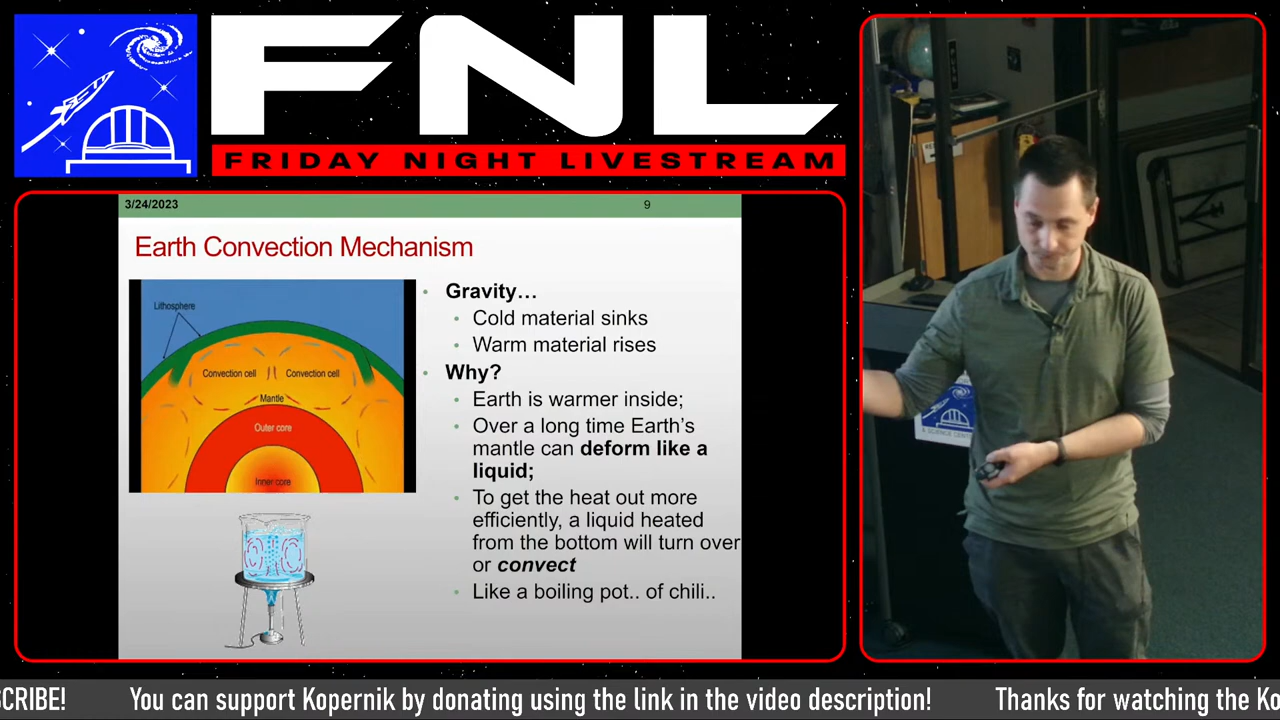 FNL
FRIDAY NIGHT LIVESTREAM
3/24/2023
9
Earth Convection Mechanism
Lithosphere
Convection cell
Convection cell
Mantle
Outer core
Inner core
• Gravity…
• Cold material sinks
• Warm material rises
• Why?
• Earth is warmer inside;
• Over a long time Earth's
mantle can deform like a
liquid;
• To get the heat out more
efficiently, a liquid heated
from the bottom will turn over
or convect
• Like a boiling pot.. of chili..
PUSH
& SCIENCE CENTER
SCRIBE!
You can support Kopernik by donating using the link in the video description!
Thanks for watching the Ko